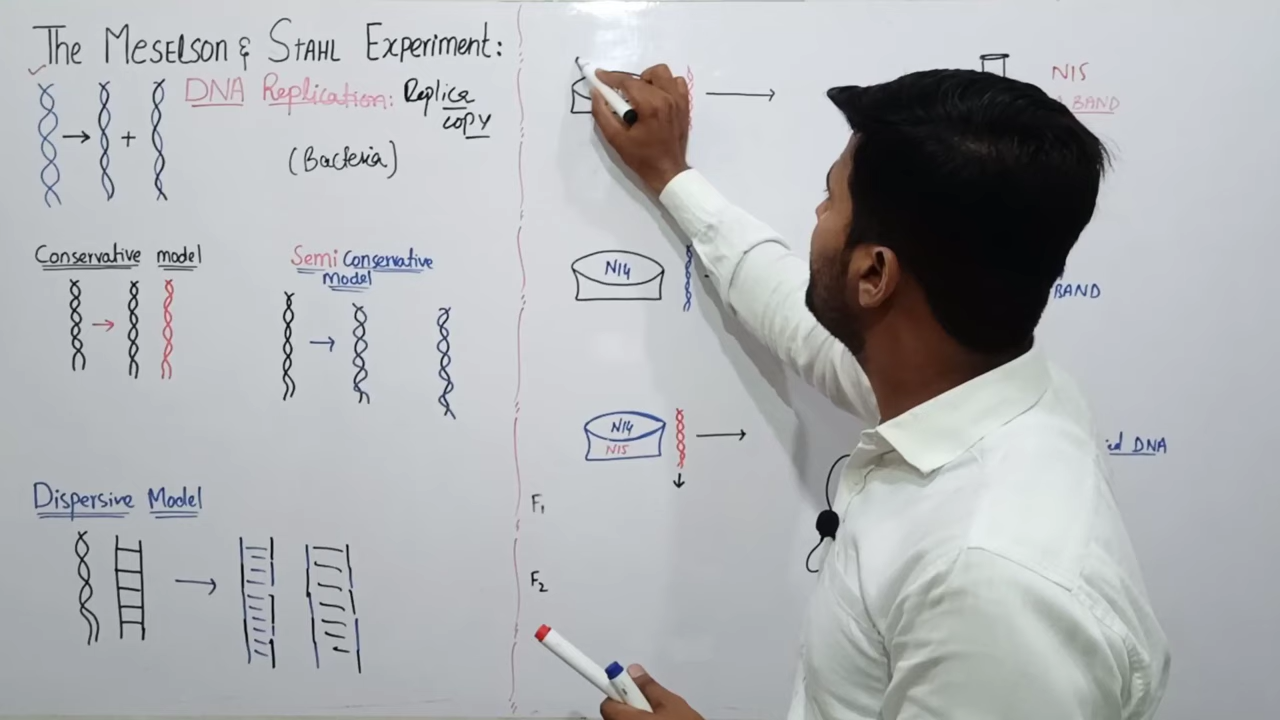 The Meselson & Stahl Experiment:
DNA Replication: Replica
copy
(Bacteria)
Conservative model
Semi Conservative
Model
Dispersive Model
N15
BAND
N14
BAND
N14
N15
DNA
F1
F2